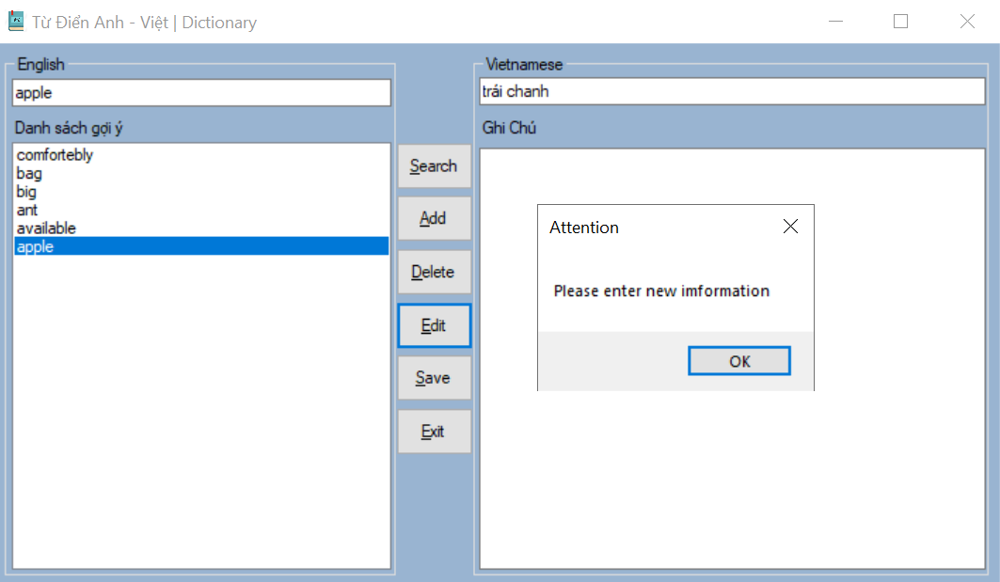 Từ Điển Anh - Việt | Dictionary
English
apple
Danh sách gợi ý
comfortebly
bag
big
ant
available
apple
Search
Add
Delete
Edit
Save
Exit
Vietnamese
trái chanh
Ghi Chú
Attention
Please enter new imformation
OK